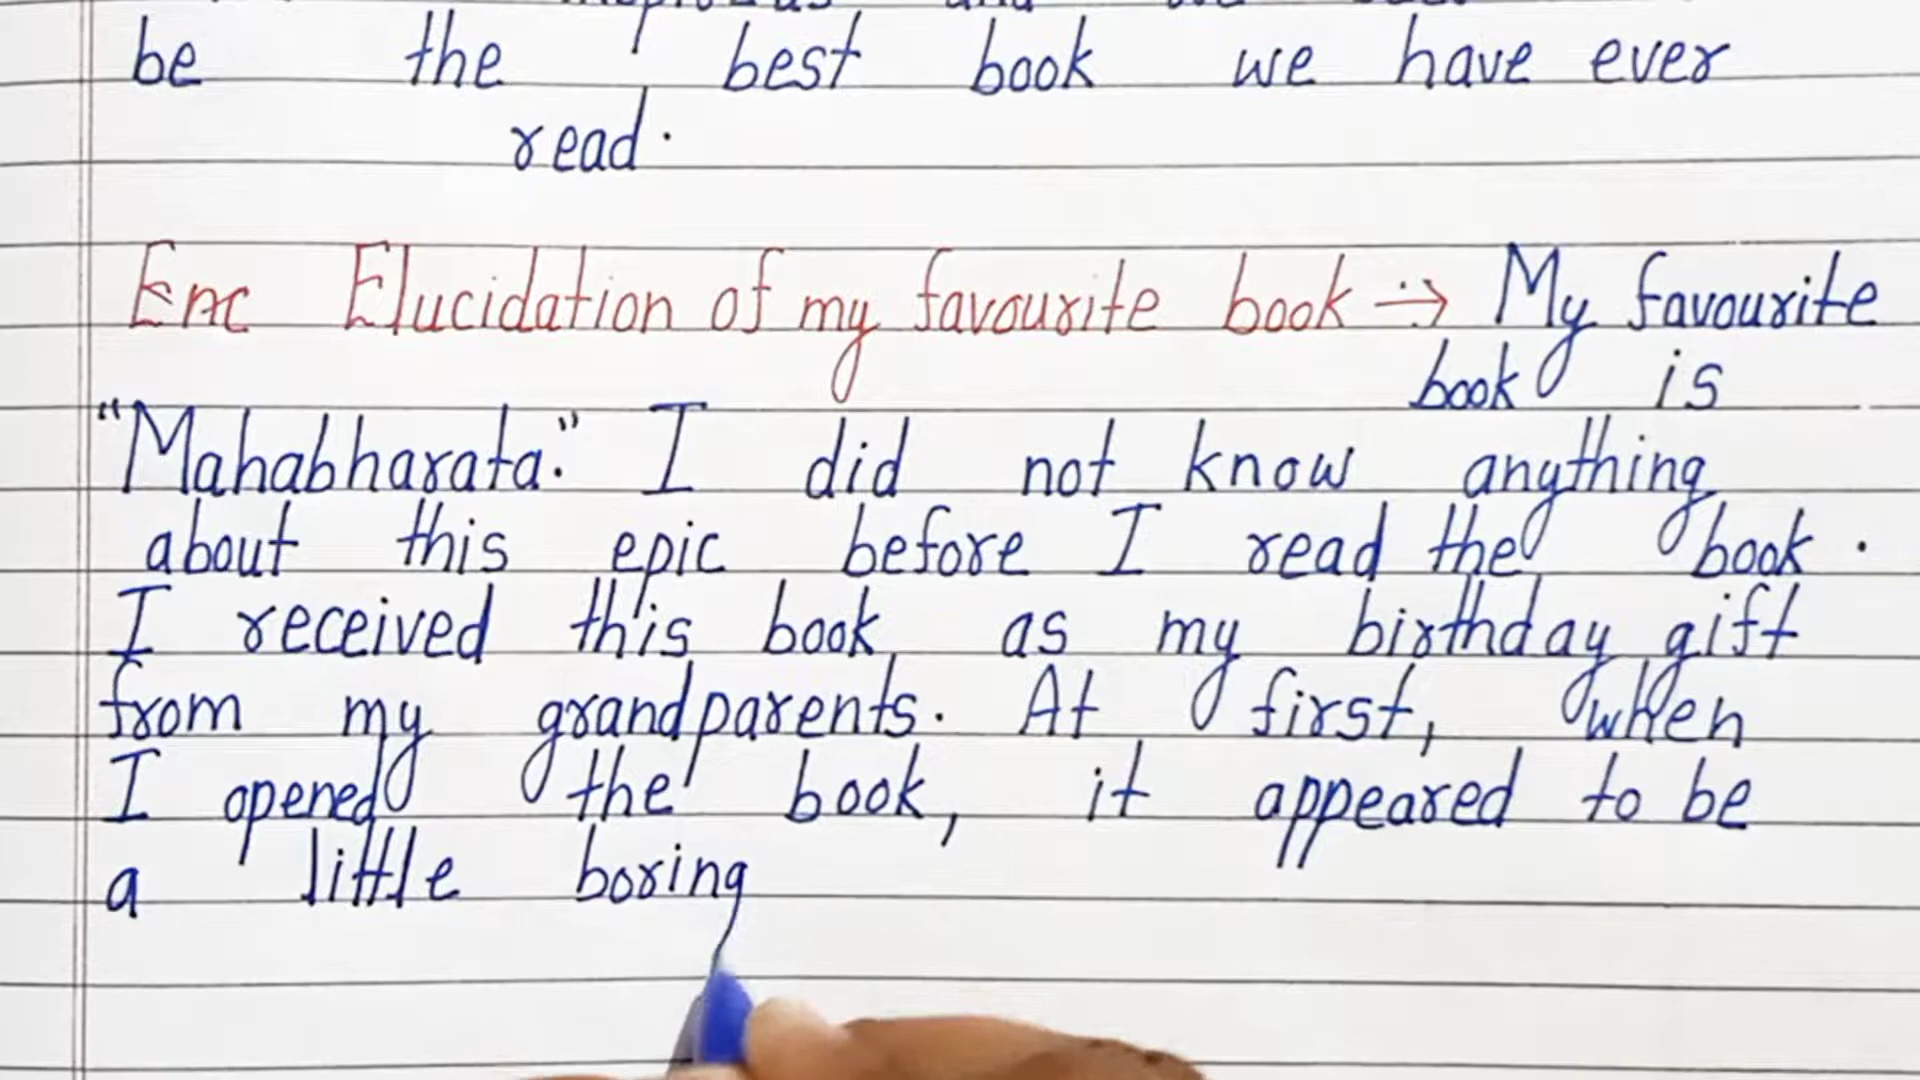 be the best book we have ever
read.
Elucidation of my favourite book → My favourite
book is
"Mahabharata." I did not know anything
about this epic before I read the book.
I received this book as my birthday gift
from my grandparents. At first, when
I opened the book, it appeared to be
a little boring